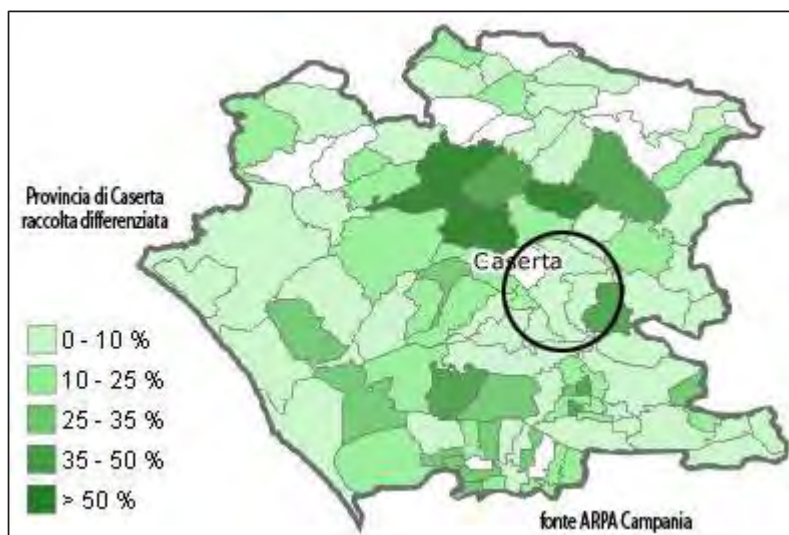 Provincia di Caserta
raccolta differenziata
Caserta
0 - 10 %
10 - 25 %
25 - 35 %
35 - 50 %
> 50 %
fonte ARPA Campania